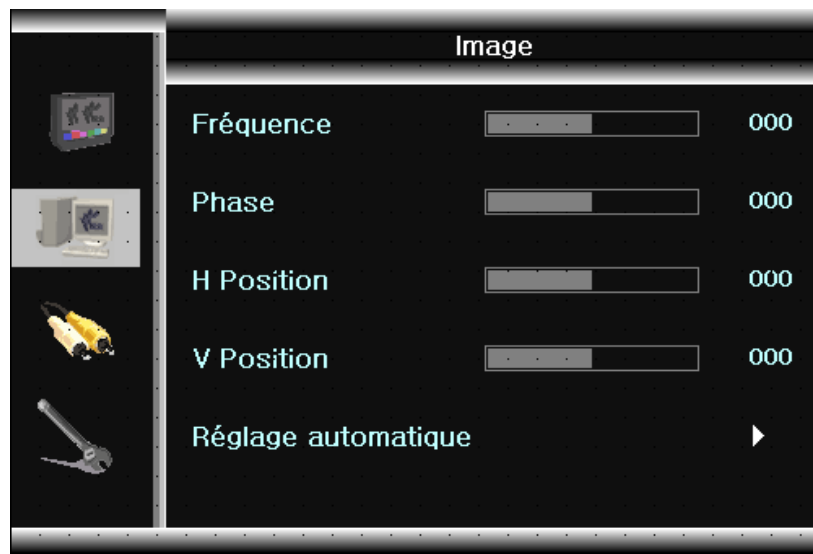 Image
Fréquence 000
Phase 000
H Position 000
V Position 000
Réglage automatique